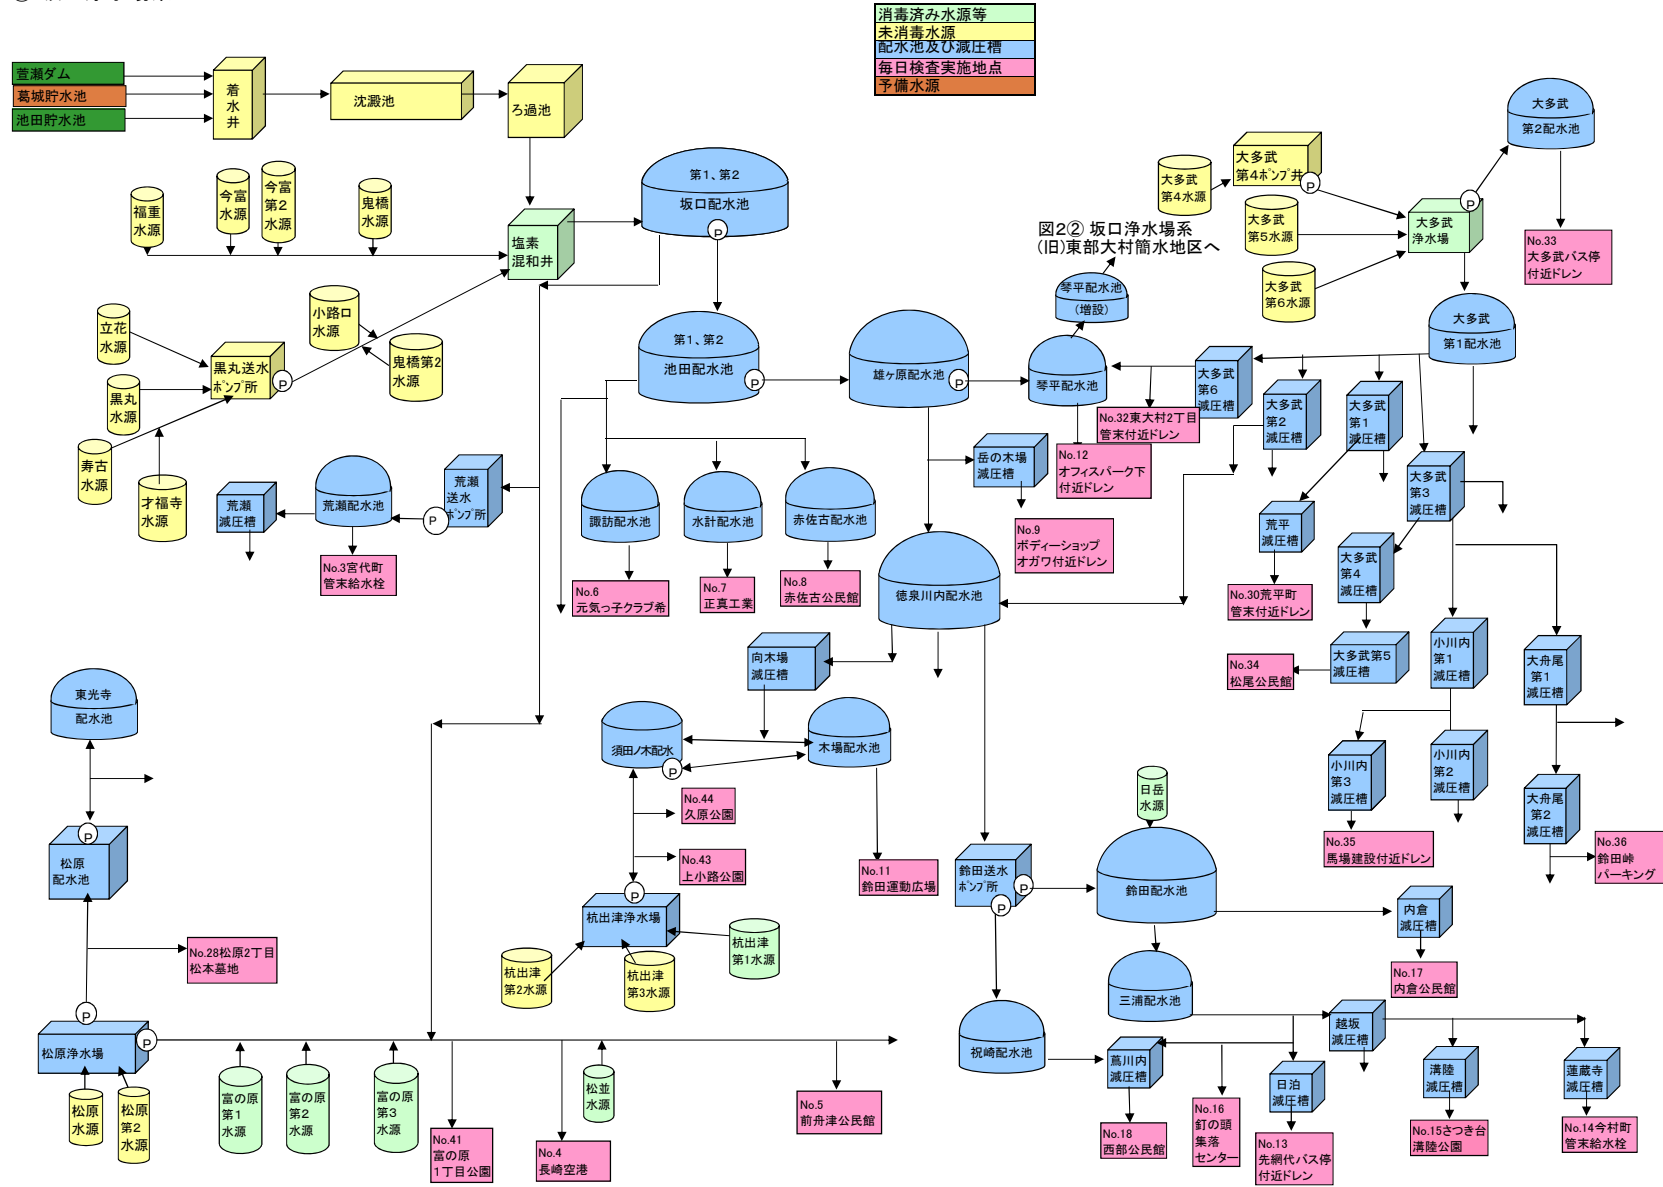 消毒済み水源等
未消毒水源
配水池及び減圧槽
毎日検査実施地点
予備水源
萱瀬ダム
葛城貯水池
池田貯水池
着
水
井
沈澱池
ろ過池
福重
水源
今富
水源
今富
第2
水源
鬼橋
水源
塩素
混和井
第1、第2
坂口配水池
P
立花
水源
黒丸
水源
寿古
水源
才福寺
水源
黒丸送水
ポンプ所
P
小路口
水源
鬼橋第2
水源
第1、第2
池田配水池
P
雄ヶ原配水池
P
琴平配水池
琴平配水池
(増設)
図2② 坂口浄水場系
(旧)東部大村簡水地区へ
大多武
第4水源
大多武
第4ポンプ井
P
大多武
第5水源
大多武
第6水源
大多武
浄水場
P
大多武
第2配水池
No.33
大多武バス停
付近ドレン
大多武
第1配水池
大多武
第6
減圧槽
大多武
第2
減圧槽
大多武
第1
減圧槽
大多武
第3
減圧槽
No.32東大村2丁目
管末付近ドレン
No.12
オフィスパーク下
付近ドレン
岳の木場
減圧槽
No.9
ボディーショップ
オガワ付近ドレン
荒瀬
減圧槽
荒瀬配水池
P
荒瀬
送水
ポンプ所
No.3宮代町
管末給水栓
諏訪配水池
水計配水池
赤佐古配水池
No.6
元気っ子クラブ希
No.7
正真工業
No.8
赤佐古公民館
徳泉川内配水池
荒平
減圧槽
No.30荒平町
管末付近ドレン
大多武
第4
減圧槽
大多武第5
減圧槽
No.34
松尾公民館
小川内
第1
減圧槽
小川内
第2
減圧槽
小川内
第3
減圧槽
No.35
馬場建設付近ドレン
大舟尾
第1
減圧槽
大舟尾
第2
減圧槽
No.36
鈴田峠
パーキング
向木場
減圧槽
須田ノ木配水
P
木場配水池
No.44
久原公園
No.43
上小路公園
No.11
鈴田運動広場
P
杭出津浄水場
杭出津
第1水源
杭出津
第2水源
杭出津
第3水源
東光寺
配水池
P
松原
配水池
No.28松原2丁目
松本墓地
P
松原浄水場
P
松原
水源
松原
第2
水源
富の原
第1
水源
富の原
第2
水源
富の原
第3
水源
松並
水源
No.41
富の原
1丁目公園
No.4
長崎空港
No.5
前舟津公民館
日岳
水源
鈴田送水
ポンプ所
P
P
鈴田配水池
内倉
減圧槽
No.17
内倉公民館
三浦配水池
祝崎配水池
蔦川内
減圧槽
No.18
西部公民館
No.16
釘の頭
集落
センター
日泊
減圧槽
No.13
先網代バス停
付近ドレン
越坂
減圧槽
溝陸
減圧槽
No.15さつき台
溝陸公園
蓮蔵寺
減圧槽
No.14今村町
管末給水栓